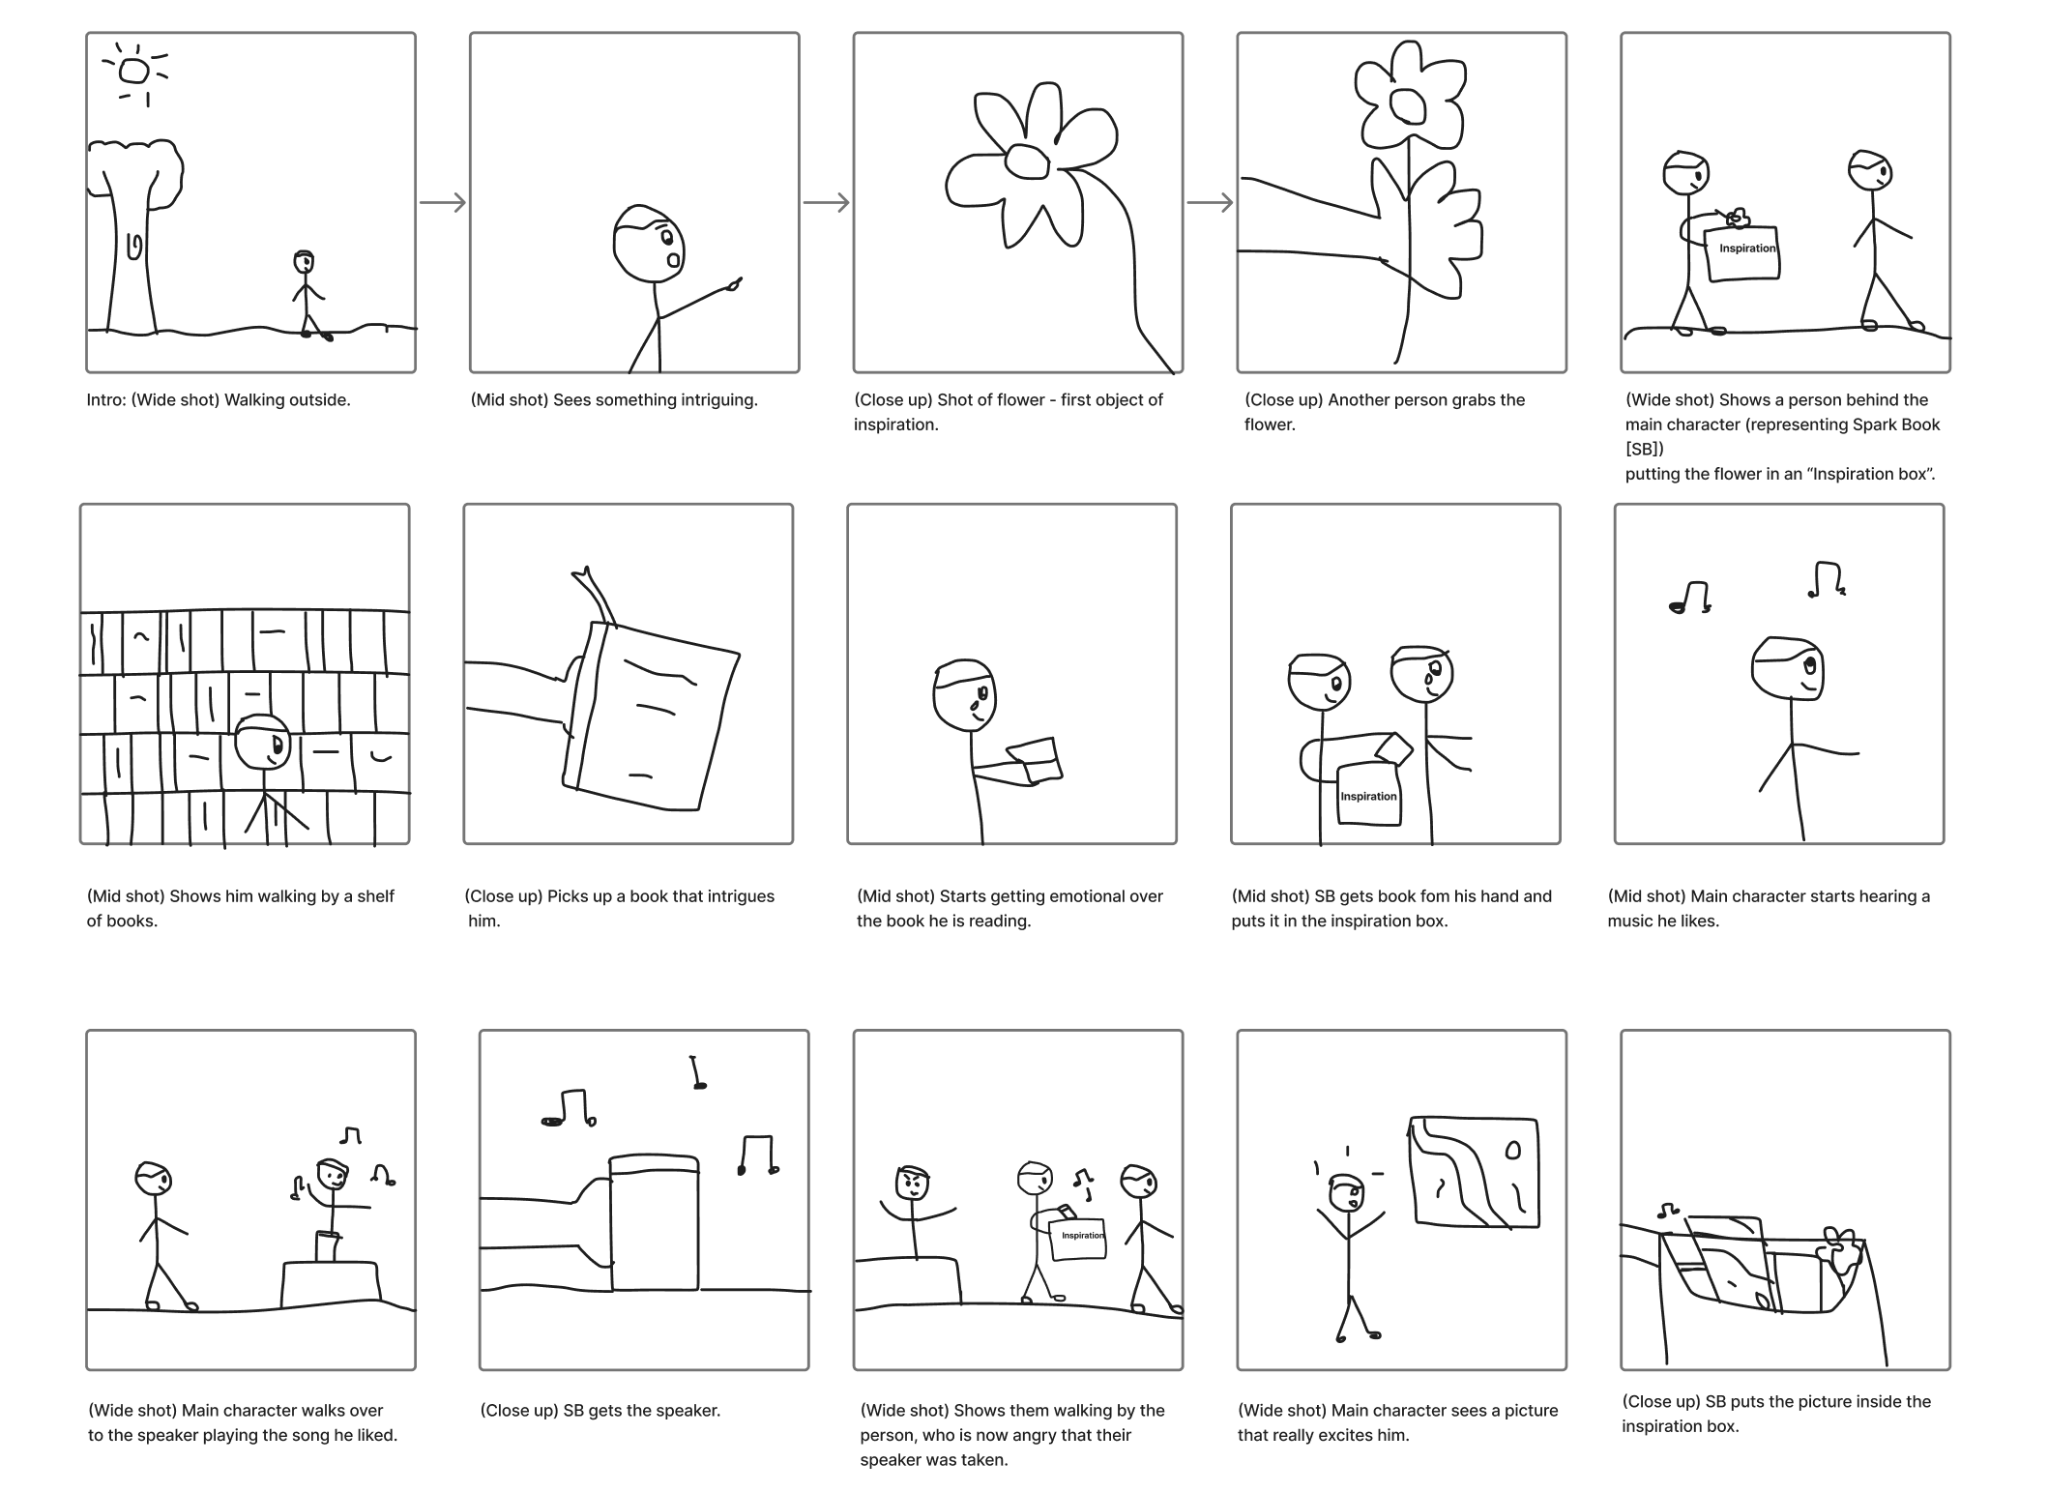 Intro: (Wide shot) Walking outside.
(Mid shot) Sees something intriguing.
(Close up) Shot of flower - first object of
inspiration.
(Close up) Another person grabs the
flower.
Inspiration
(Wide shot) Shows a person behind the
main character (representing Spark Book
[SB])
putting the flower in an “Inspiration box”.
(Mid shot) Shows him walking by a shelf
of books.
(Close up) Picks up a book that intrigues
him.
(Mid shot) Starts getting emotional over
the book he is reading.
Inspiration
(Mid shot) SB gets book fom his hand and
puts it in the inspiration box.
(Mid shot) Main character starts hearing a
music he likes.
(Wide shot) Main character walks over
to the speaker playing the song he liked.
(Close up) SB gets the speaker.
Inspiration
(Wide shot) Shows them walking by the
person, who is now angry that their
speaker was taken.
(Wide shot) Main character sees a picture
that really excites him.
(Close up) SB puts the picture inside the
inspiration box.